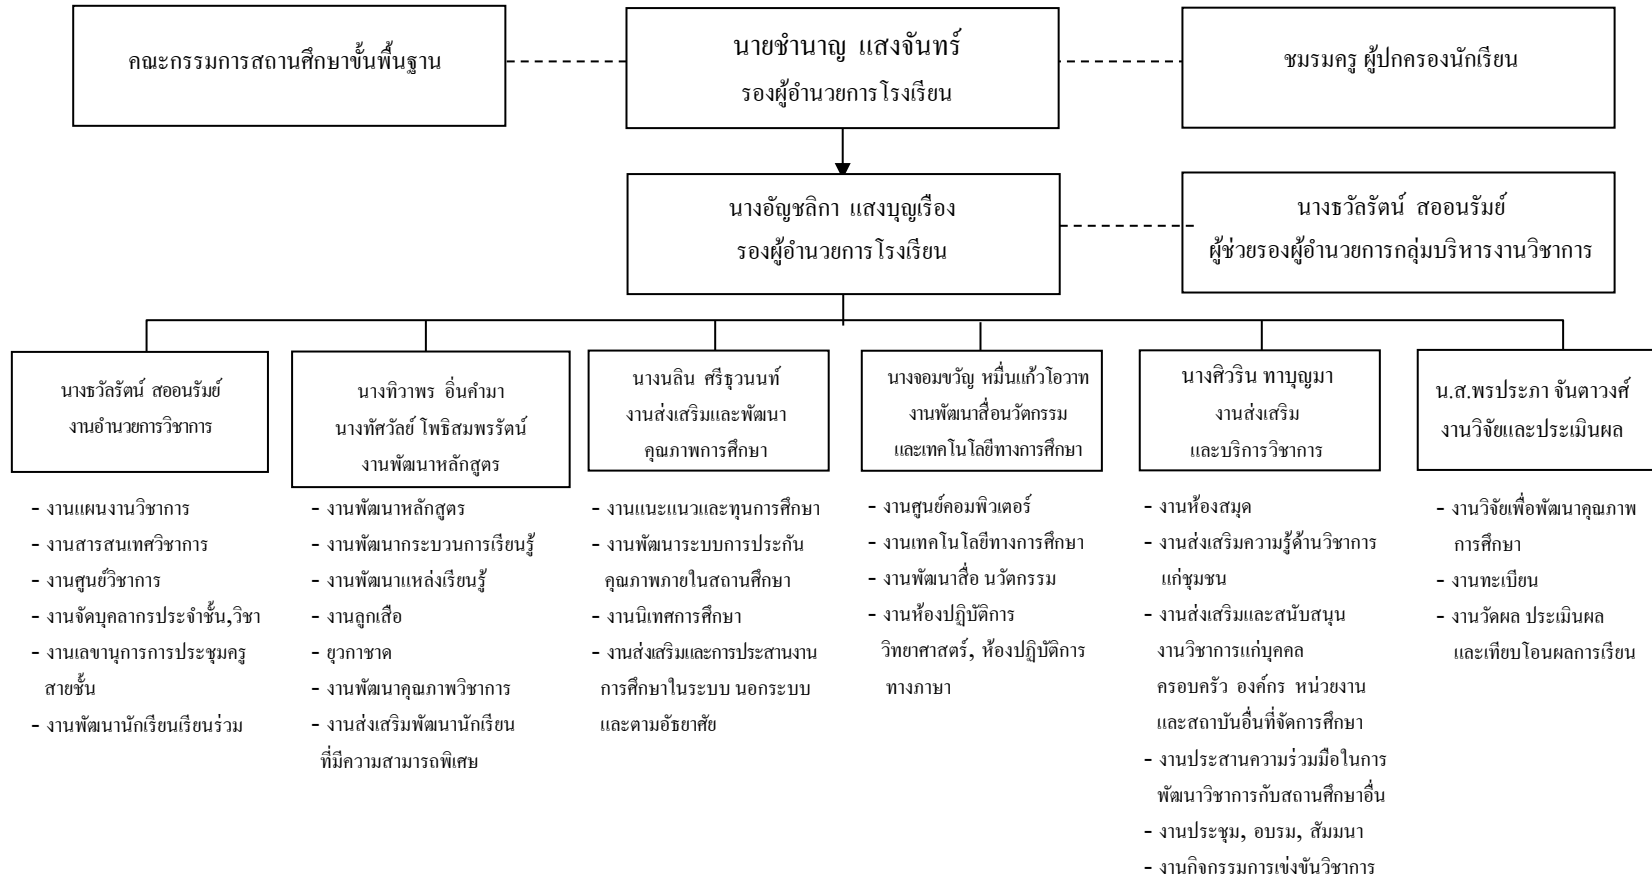 คณะกรรมการสถานศึกษาขั้นพื้นฐาน
นายชำนาญ แสงจันทร์
รองผู้อำนวยการโรงเรียน
ชมรมครู ผู้ปกครองนักเรียน
นางอัญชลิกา แสงบุญเรือง
รองผู้อำนวยการโรงเรียน
นางธวัลรัตน์ สออนรัมย์
ผู้ช่วยรองผู้อำนวยการกลุ่มบริหารงานวิชาการ
นางธวัลรัตน์ สออนรัมย์
งานอำนวยการวิชาการ
- งานแผนงานวิชาการ
- งานสารสนเทศวิชาการ
- งานศูนย์วิชาการ
- งานจัดบุคลากรประจำชั้น,วิชา
- งานเลขานุการการประชุมครู
สายชั้น
- งานพัฒนานักเรียนเรียนร่วม
นางทิวาพร อิ่นคำมา
นางทัศวัลย์ โพธิสมพรรัตน์
งานพัฒนาหลักสูตร
- งานพัฒนาหลักสูตร
- งานพัฒนากระบวนการเรียนรู้
- งานพัฒนาแหล่งเรียนรู้
- งานลูกเสือ
- ยุวกาชาด
- งานพัฒนาคุณภาพวิชาการ
- งานส่งเสริมพัฒนานักเรียน
ที่มีความสามารถพิเศษ
นางนลิน ศรีธุวนนท์
งานส่งเสริมและพัฒนา
คุณภาพการศึกษา
- งานแนะแนวและทุนการศึกษา
- งานพัฒนาระบบการประกัน
คุณภาพภายในสถานศึกษา
- งานนิเทศการศึกษา
- งานส่งเสริมและการประสานงาน
การศึกษาในระบบ นอกระบบ
และตามอัธยาศัย
นางจอมขวัญ หมื่นแก้วโอวาท
งานพัฒนาสื่อนวัตกรรม
และเทคโนโลยีทางการศึกษา
- งานศูนย์คอมพิวเตอร์
- งานเทคโนโลยีทางการศึกษา
- งานพัฒนาสื่อ นวัตกรรม
- งานห้องปฏิบัติการ
วิทยาศาสตร์, ห้องปฏิบัติการ
ทางภาษา
นางศิวริน ทาบุญมา
งานส่งเสริม
และบริการวิชาการ
- งานห้องสมุด
- งานส่งเสริมความรู้ด้านวิชาการ
แก่ชุมชน
- งานส่งเสริมและสนับสนุน
งานวิชาการแก่บุคคล
ครอบครัว องค์กร หน่วยงาน
และสถาบันอื่นที่จัดการศึกษา
- งานประสานความร่วมมือในการ
พัฒนาวิชาการกับสถานศึกษาอื่น
- งานประชุม, อบรม, สัมมนา
- งานกิจกรรมการแข่งขันวิชาการ
น.ส.พรประภา จันตาวงศ์
งานวิจัยและประเมินผล
- งานวิจัยเพื่อพัฒนาคุณภาพ
การศึกษา
- งานทะเบียน
- งานวัดผล ประเมินผล
และเทียบโอนผลการเรียน